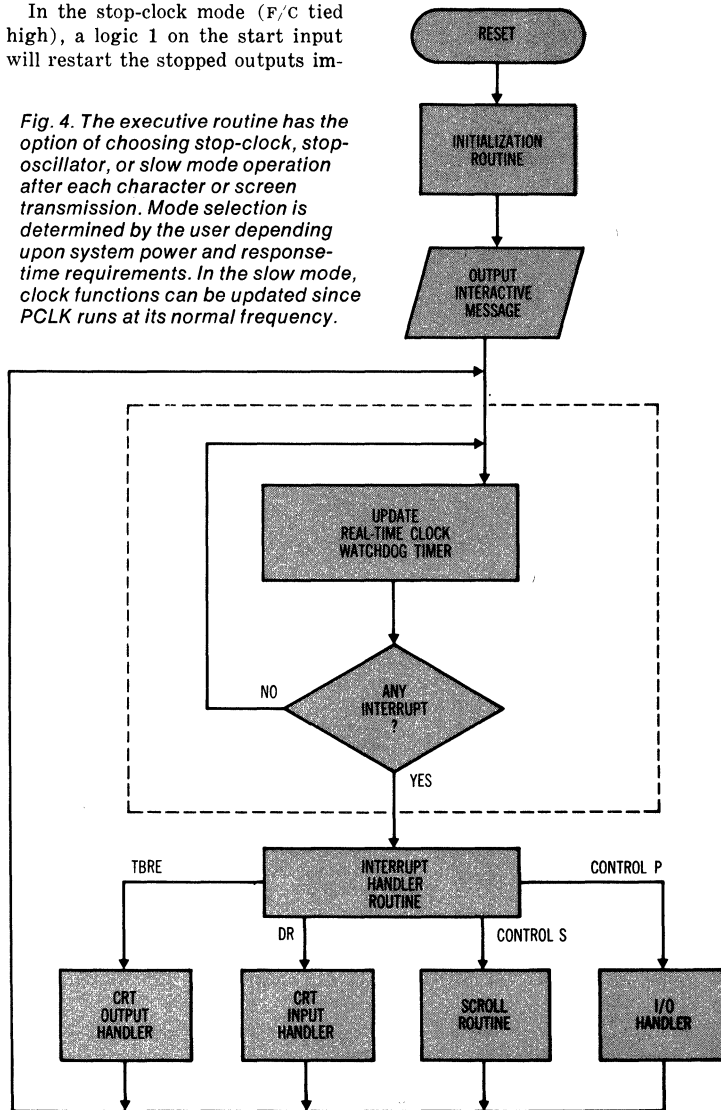 In the stop-clock mode (F/C tied
high), a logic 1 on the start input
will restart the stopped outputs im-
Fig. 4. The executive routine has the
option of choosing stop-clock, stop-
oscillator, or slow mode operation
after each character or screen
transmission. Mode selection is
determined by the user depending
upon system power and response-
time requirements. In the slow mode,
clock functions can be updated since
PCLK runs at its normal frequency.
RESET
INITIALIZATION
ROUTINE
OUTPUT
INTERACTIVE
MESSAGE
UPDATE
REAL-TIME CLOCK
WATCHDOG TIMER
NO
ANY
INTERRUPT
?
YES
INTERRUPT
HANDLER
ROUTINE
TBRE
DR
CONTROL S
CONTROL P
CRT
OUTPUT
HANDLER
CRT
INPUT
HANDLER
SCROLL
ROUTINE
I/O
HANDLER